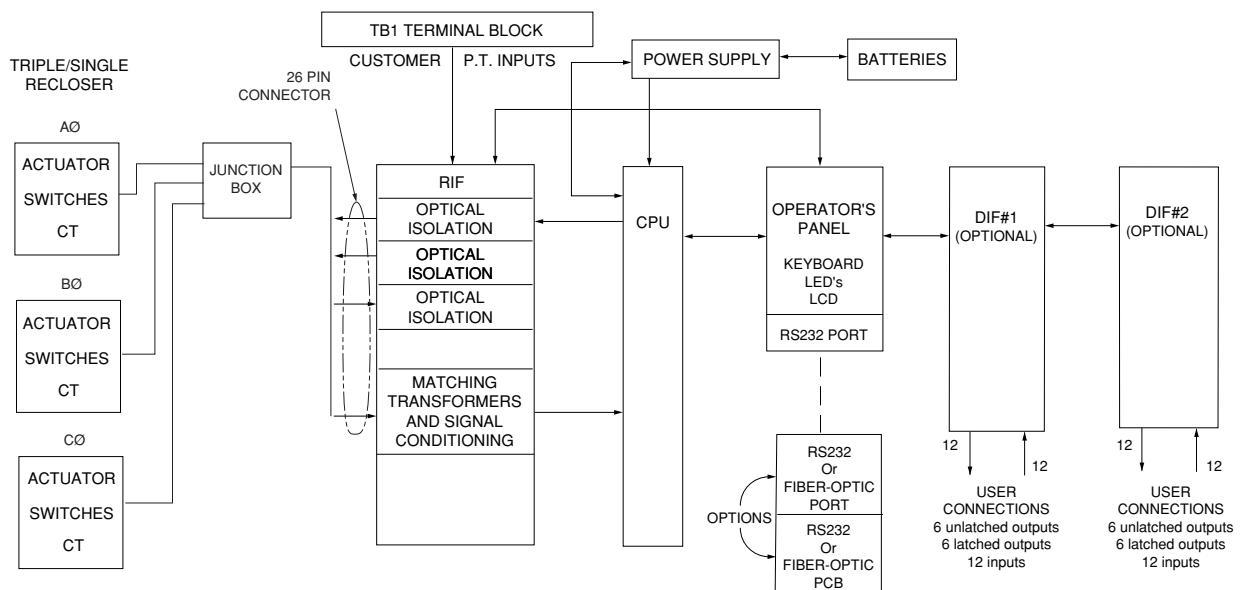 TB1 TERMINAL BLOCK
CUSTOMER P.T. INPUTS
POWER SUPPLY
BATTERIES
TRIPLE/SINGLE
RECLOSER
26 PIN
CONNECTOR
AØ
ACTUATOR
SWITCHES
CT
BØ
ACTUATOR
SWITCHES
CT
CØ
ACTUATOR
SWITCHES
CT
JUNCTION
BOX
RIF
OPTICAL
ISOLATION
OPTICAL
ISOLATION
OPTICAL
ISOLATION
MATCHING
TRANSFORMERS
AND SIGNAL
CONDITIONING
CPU
OPERATOR'S
PANEL
KEYBOARD
LED's
LCD
RS232 PORT
OPTIONS
RS232
Or
FIBER-OPTIC
PORT
RS232
Or
FIBER-OPTIC
PCB
DIF#1
(OPTIONAL)
12
12
USER
CONNECTIONS
6 unlatched outputs
6 latched outputs
12 inputs
DIF#2
(OPTIONAL)
12
12
USER
CONNECTIONS
6 unlatched outputs
6 latched outputs
12 inputs